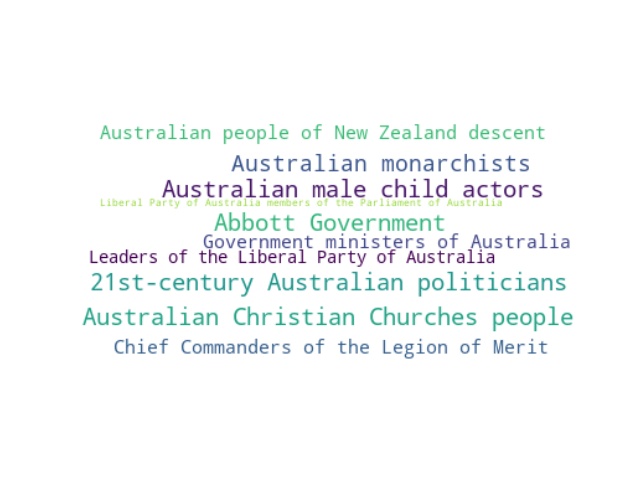 Australian people of New Zealand descent
Australian monarchists
Australian male child actors
Liberal Party of Australia members of the Parliament of Australia
Abbott Government
Government ministers of Australia
Leaders of the Liberal Party of Australia
21st-century Australian politicians
Australian Christian Churches people
Chief Commanders of the Legion of Merit